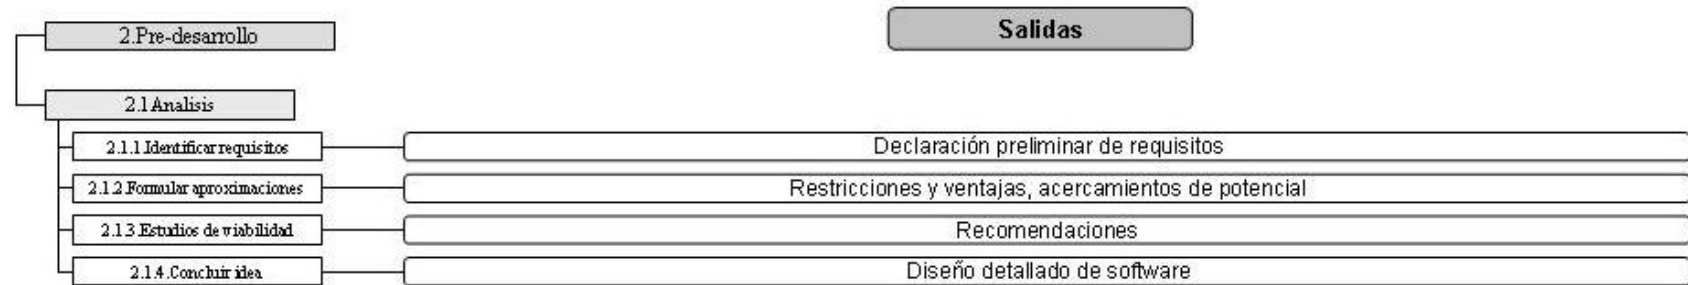 2.Pre-desarrollo
Salidas
2.1 Analisis
2.1.1.Identificar requisitos
Declaración preliminar de requisitos
2.1.2.Formular aproximaciones
Restricciones y ventajas, acercamientos de potencial
2.1.3.Estudios de viabilidad
Recomendaciones
2.1.4.Concluir idea
Diseño detallado de software